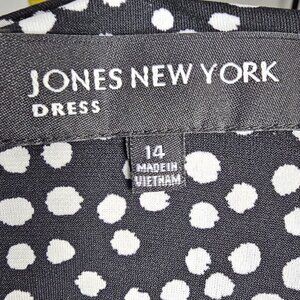 JONES NEW YORK
DRESS
14
MADE IN
VIETNAM